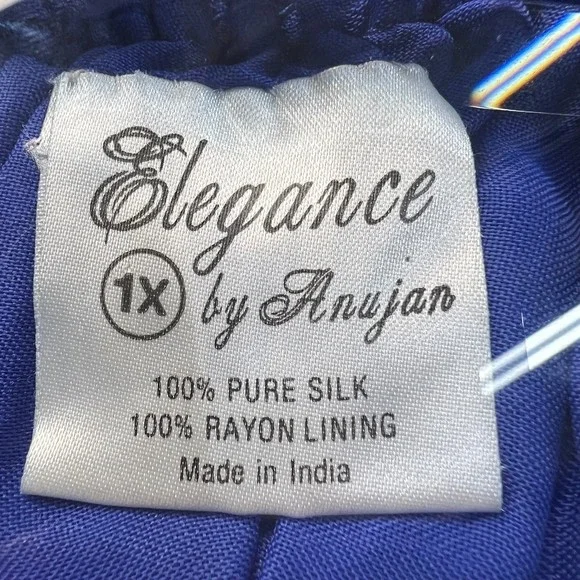 Elegance
1X by Anujan
100% PURE SILK
100% RAYON LINING
Made in India